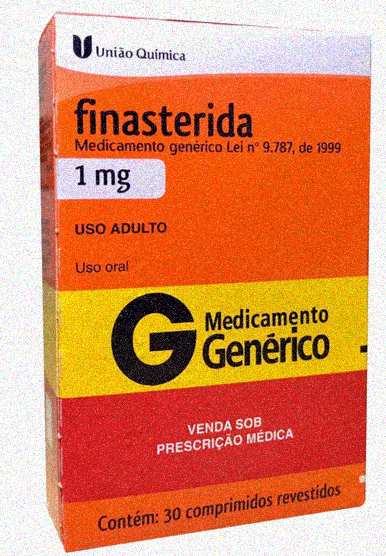 União Química
finasterida
Medicamento genérico Lei nº 9.787, de 1999
1 mg
USO ADULTO
Uso oral
G Medicamento
Genérico
VENDA SOB
PRESCRIÇÃO MÉDICA
Contém: 30 comprimidos revestidos